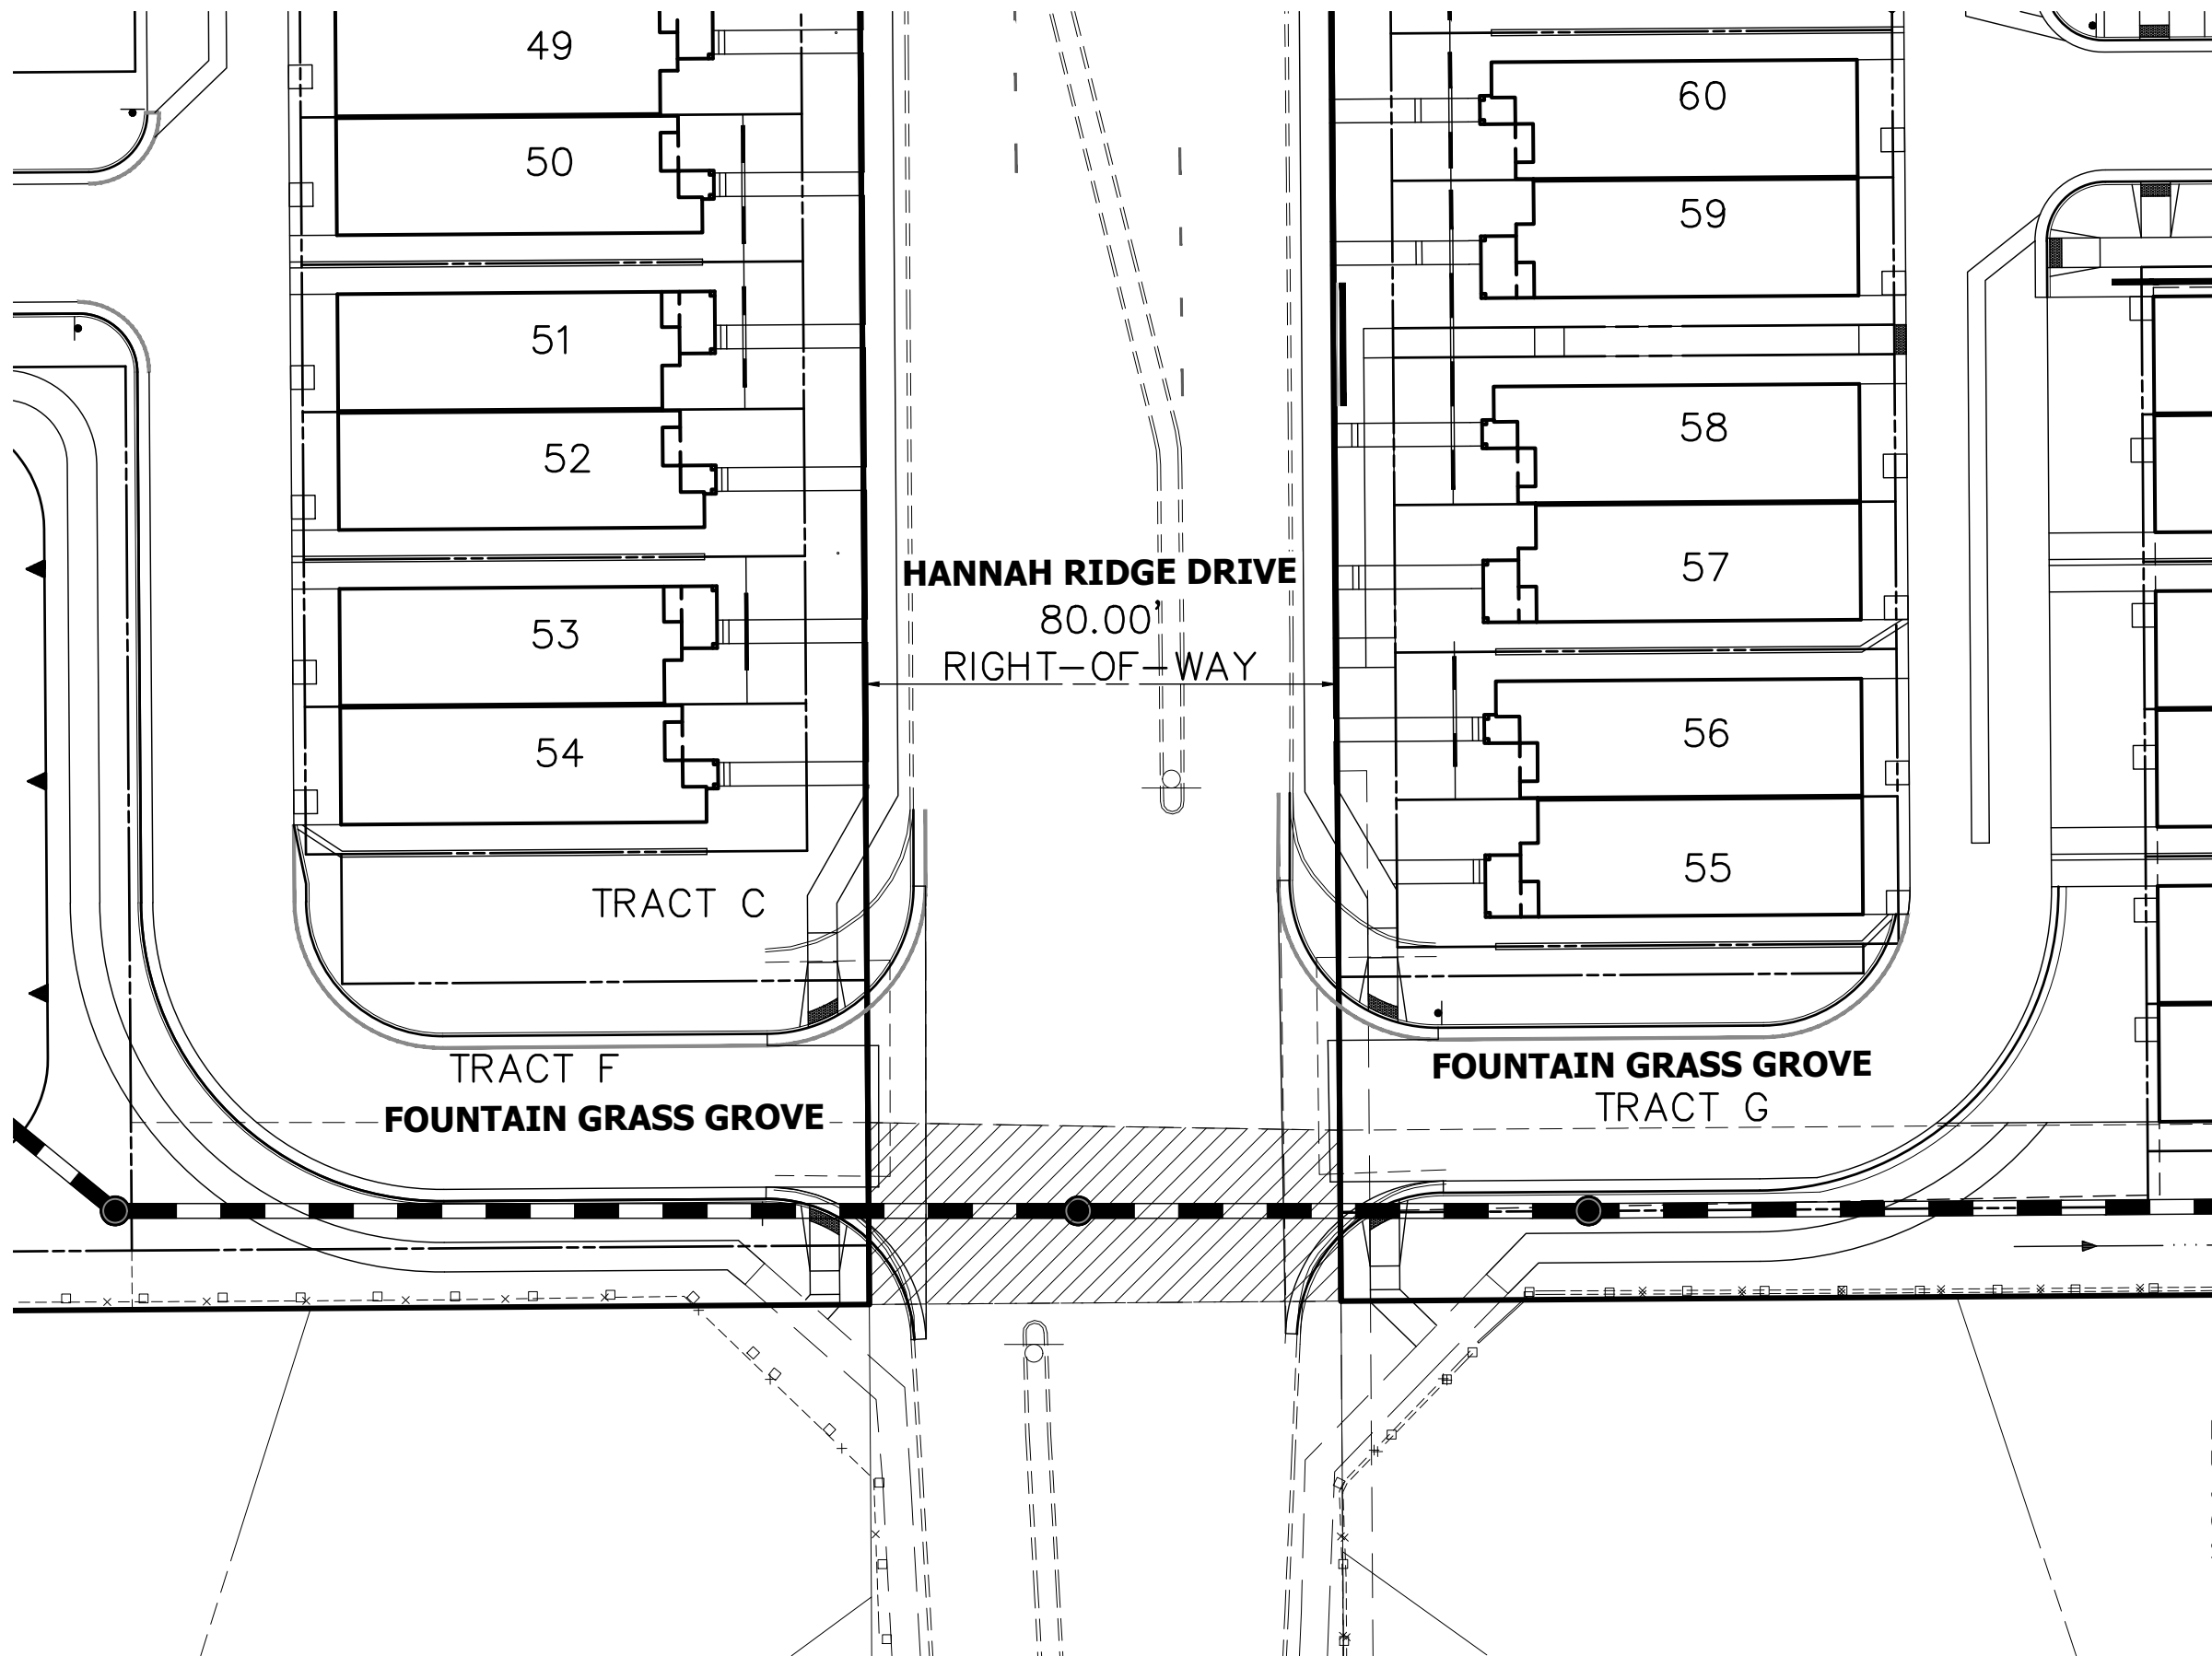 49
60
50
59
51
58
52
HANNAH RIDGE DRIVE
80.00'
RIGHT-OF-WAY
57
53
56
54
55
TRACT C
TRACT F
FOUNTAIN GRASS GROVE
FOUNTAIN GRASS GROVE
TRACT G